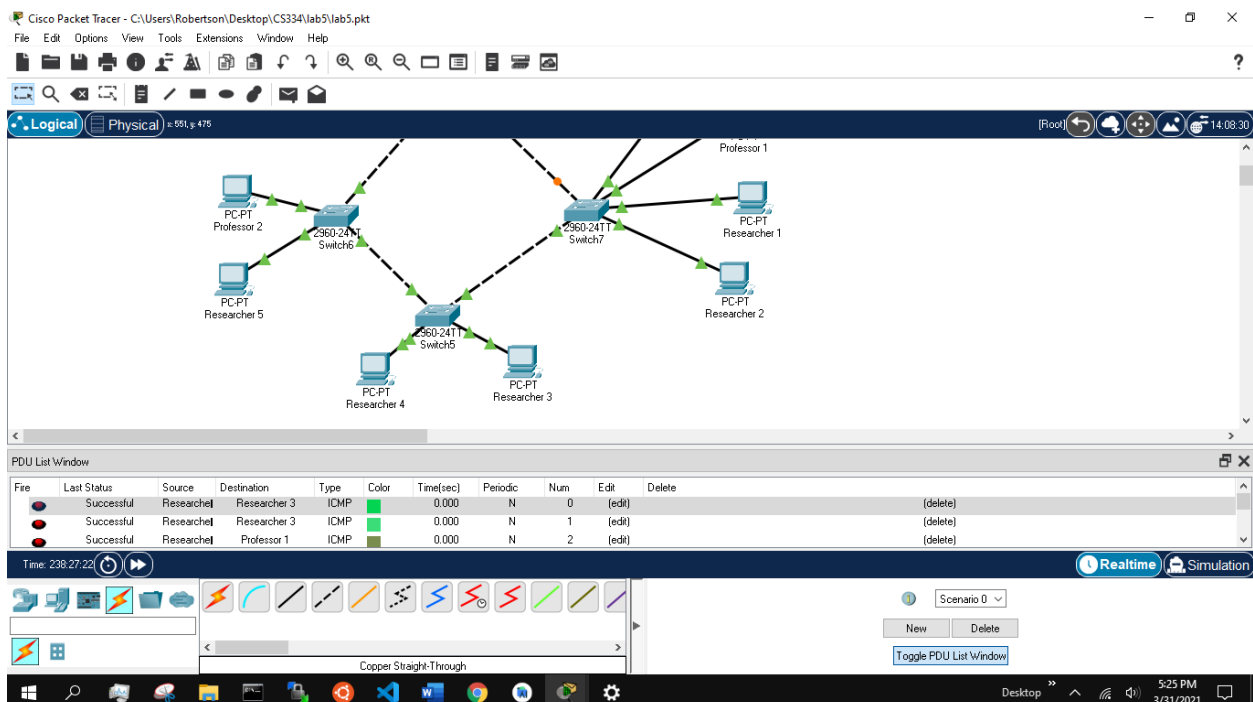 Cisco Packet Tracer - C:\Users\Robertson\Desktop\CS334\lab5\lab5.pkt
File Edit Options View Tools Extensions Window Help
?
Logical Physical x: 551, y: 475 [Root] 14:08:30
Professor 1
PC-PT
Professor 2
2960-24TT
Switch6
2960-24TT
Switch7
PC-PT
Researcher 1
PC-PT
Researcher 5
PC-PT
Researcher 2
2960-24TT
Switch5
PC-PT
Researcher 4
PC-PT
Researcher 3
PDU List Window
Fire Last Status Source Destination Type Color Time(sec) Periodic Num Edit Delete
Successful Researcher Researcher 3 ICMP 0.000 N 0 (edit) (delete)
Successful Researcher Researcher 3 ICMP 0.000 N 1 (edit) (delete)
Successful Researcher Professor 1 ICMP 0.000 N 2 (edit) (delete)
Time: 238:27:22 Realtime Simulation
Scenario 0
New Delete
Toggle PDU List Window
Copper Straight-Through
Desktop
5:25 PM
3/31/2021